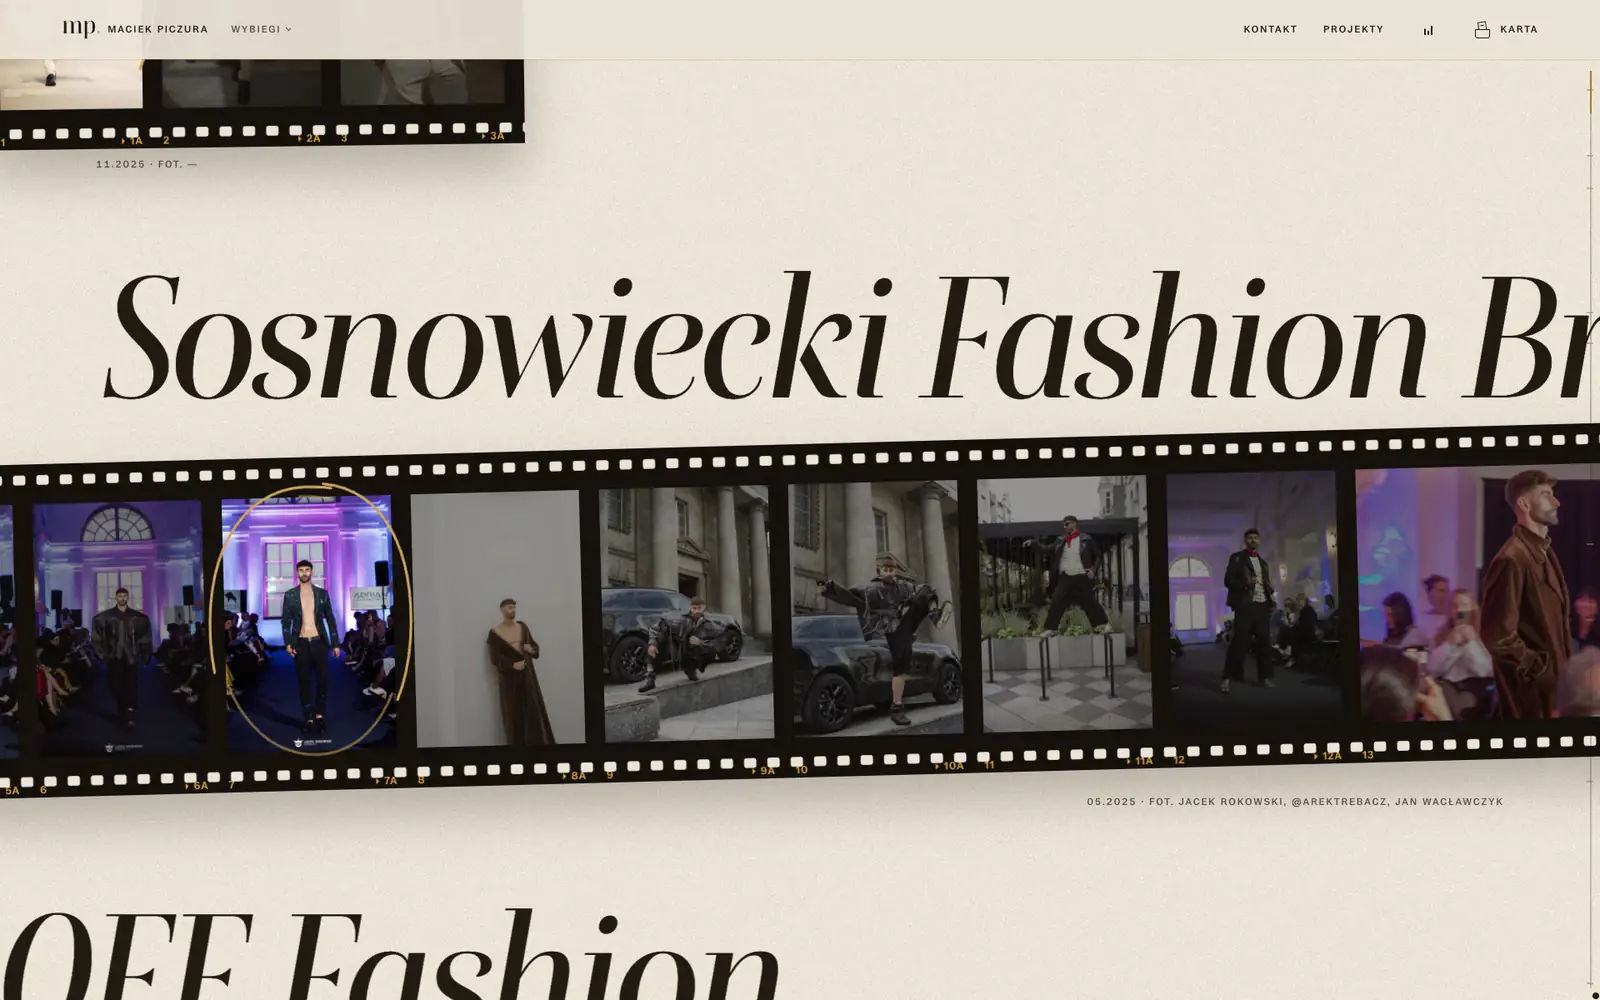 mp. MACIEK PICZURA WYBIEGI KONTAKT PROJEKTY KARTA
1 1A 2 2A 3 3A
11.2025 · FOT. —
Sosnowiecki Fashion Br
5A 6 6A 7 7A 8 8A 9 9A 10 10A 11 11A 12 12A 13
05.2025 · FOT. JACEK ROKOWSKI, @AREKTREBACZ, JAN WACŁAWCZYK
OFF Fashion